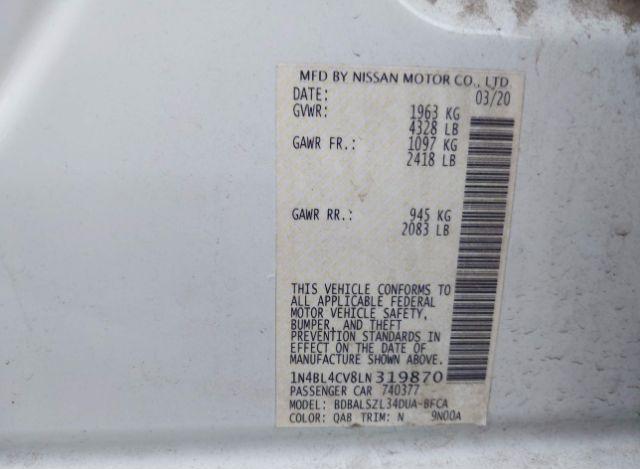 MFD BY NISSAN MOTOR CO., LTD
DATE: 03/20
GVWR: 1963 KG
4328 LB
GAWR FR.: 1097 KG
2418 LB
GAWR RR.: 945 KG
2083 LB
THIS VEHICLE CONFORMS TO
ALL APPLICABLE FEDERAL
MOTOR VEHICLE SAFETY,
BUMPER, AND THEFT
PREVENTION STANDARDS IN
EFFECT ON THE DATE OF
MANUFACTURE SHOWN ABOVE.
1N4BL4CV8LN319870
PASSENGER CAR 740377
MODEL: BDBALSZL34DUA-BFCA
COLOR: QAB TRIM: N 9N00A